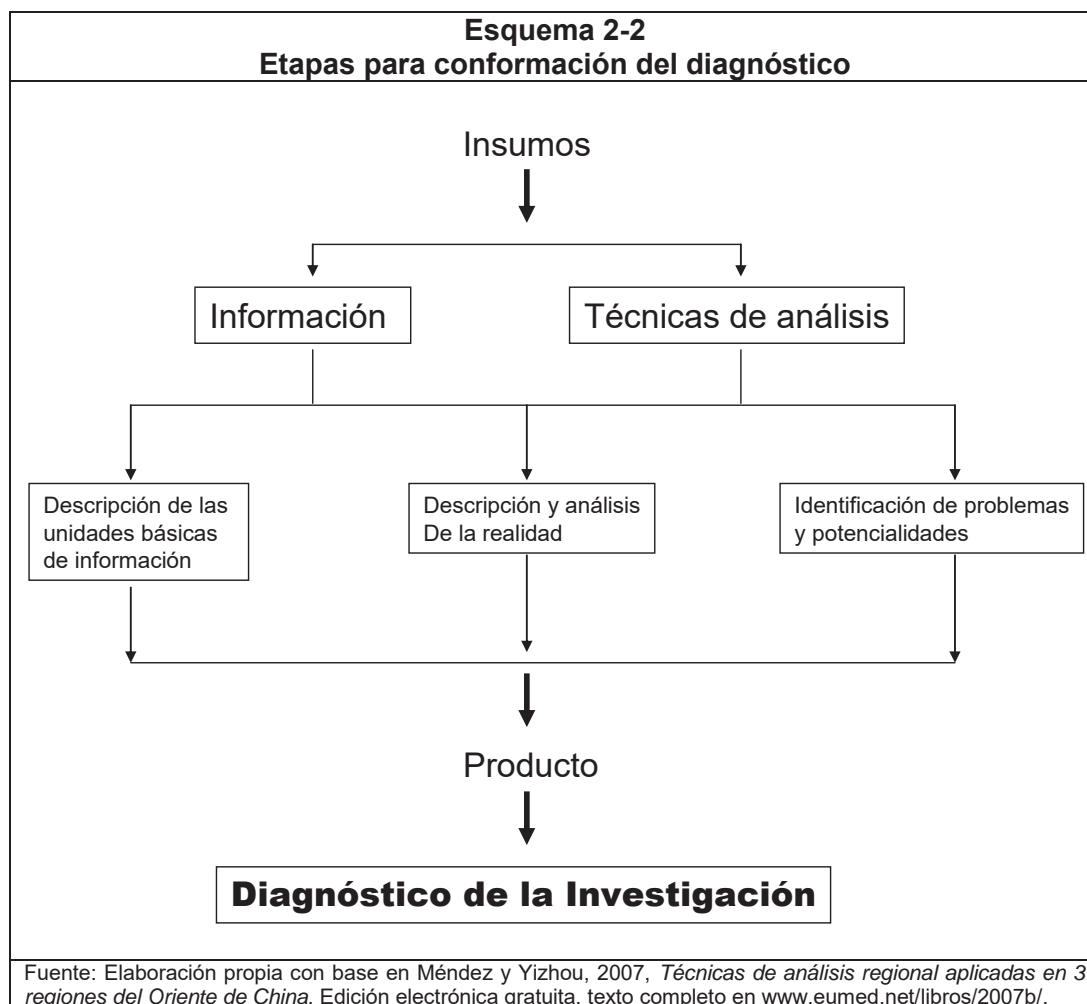 Esquema 2-2
Etapas para conformación del diagnóstico
Insumos
Información
Técnicas de análisis
Descripción de las
unidades básicas
de información
Descripción y análisis
De la realidad
Identificación de problemas
y potencialidades
Producto
Diagnóstico de la Investigación
Fuente: Elaboración propia con base en Méndez y Yizhou, 2007, Técnicas de análisis regional aplicadas en 3
regiones del Oriente de China. Edición electrónica gratuita, texto completo en www.eumed.net/libros/2007b/.